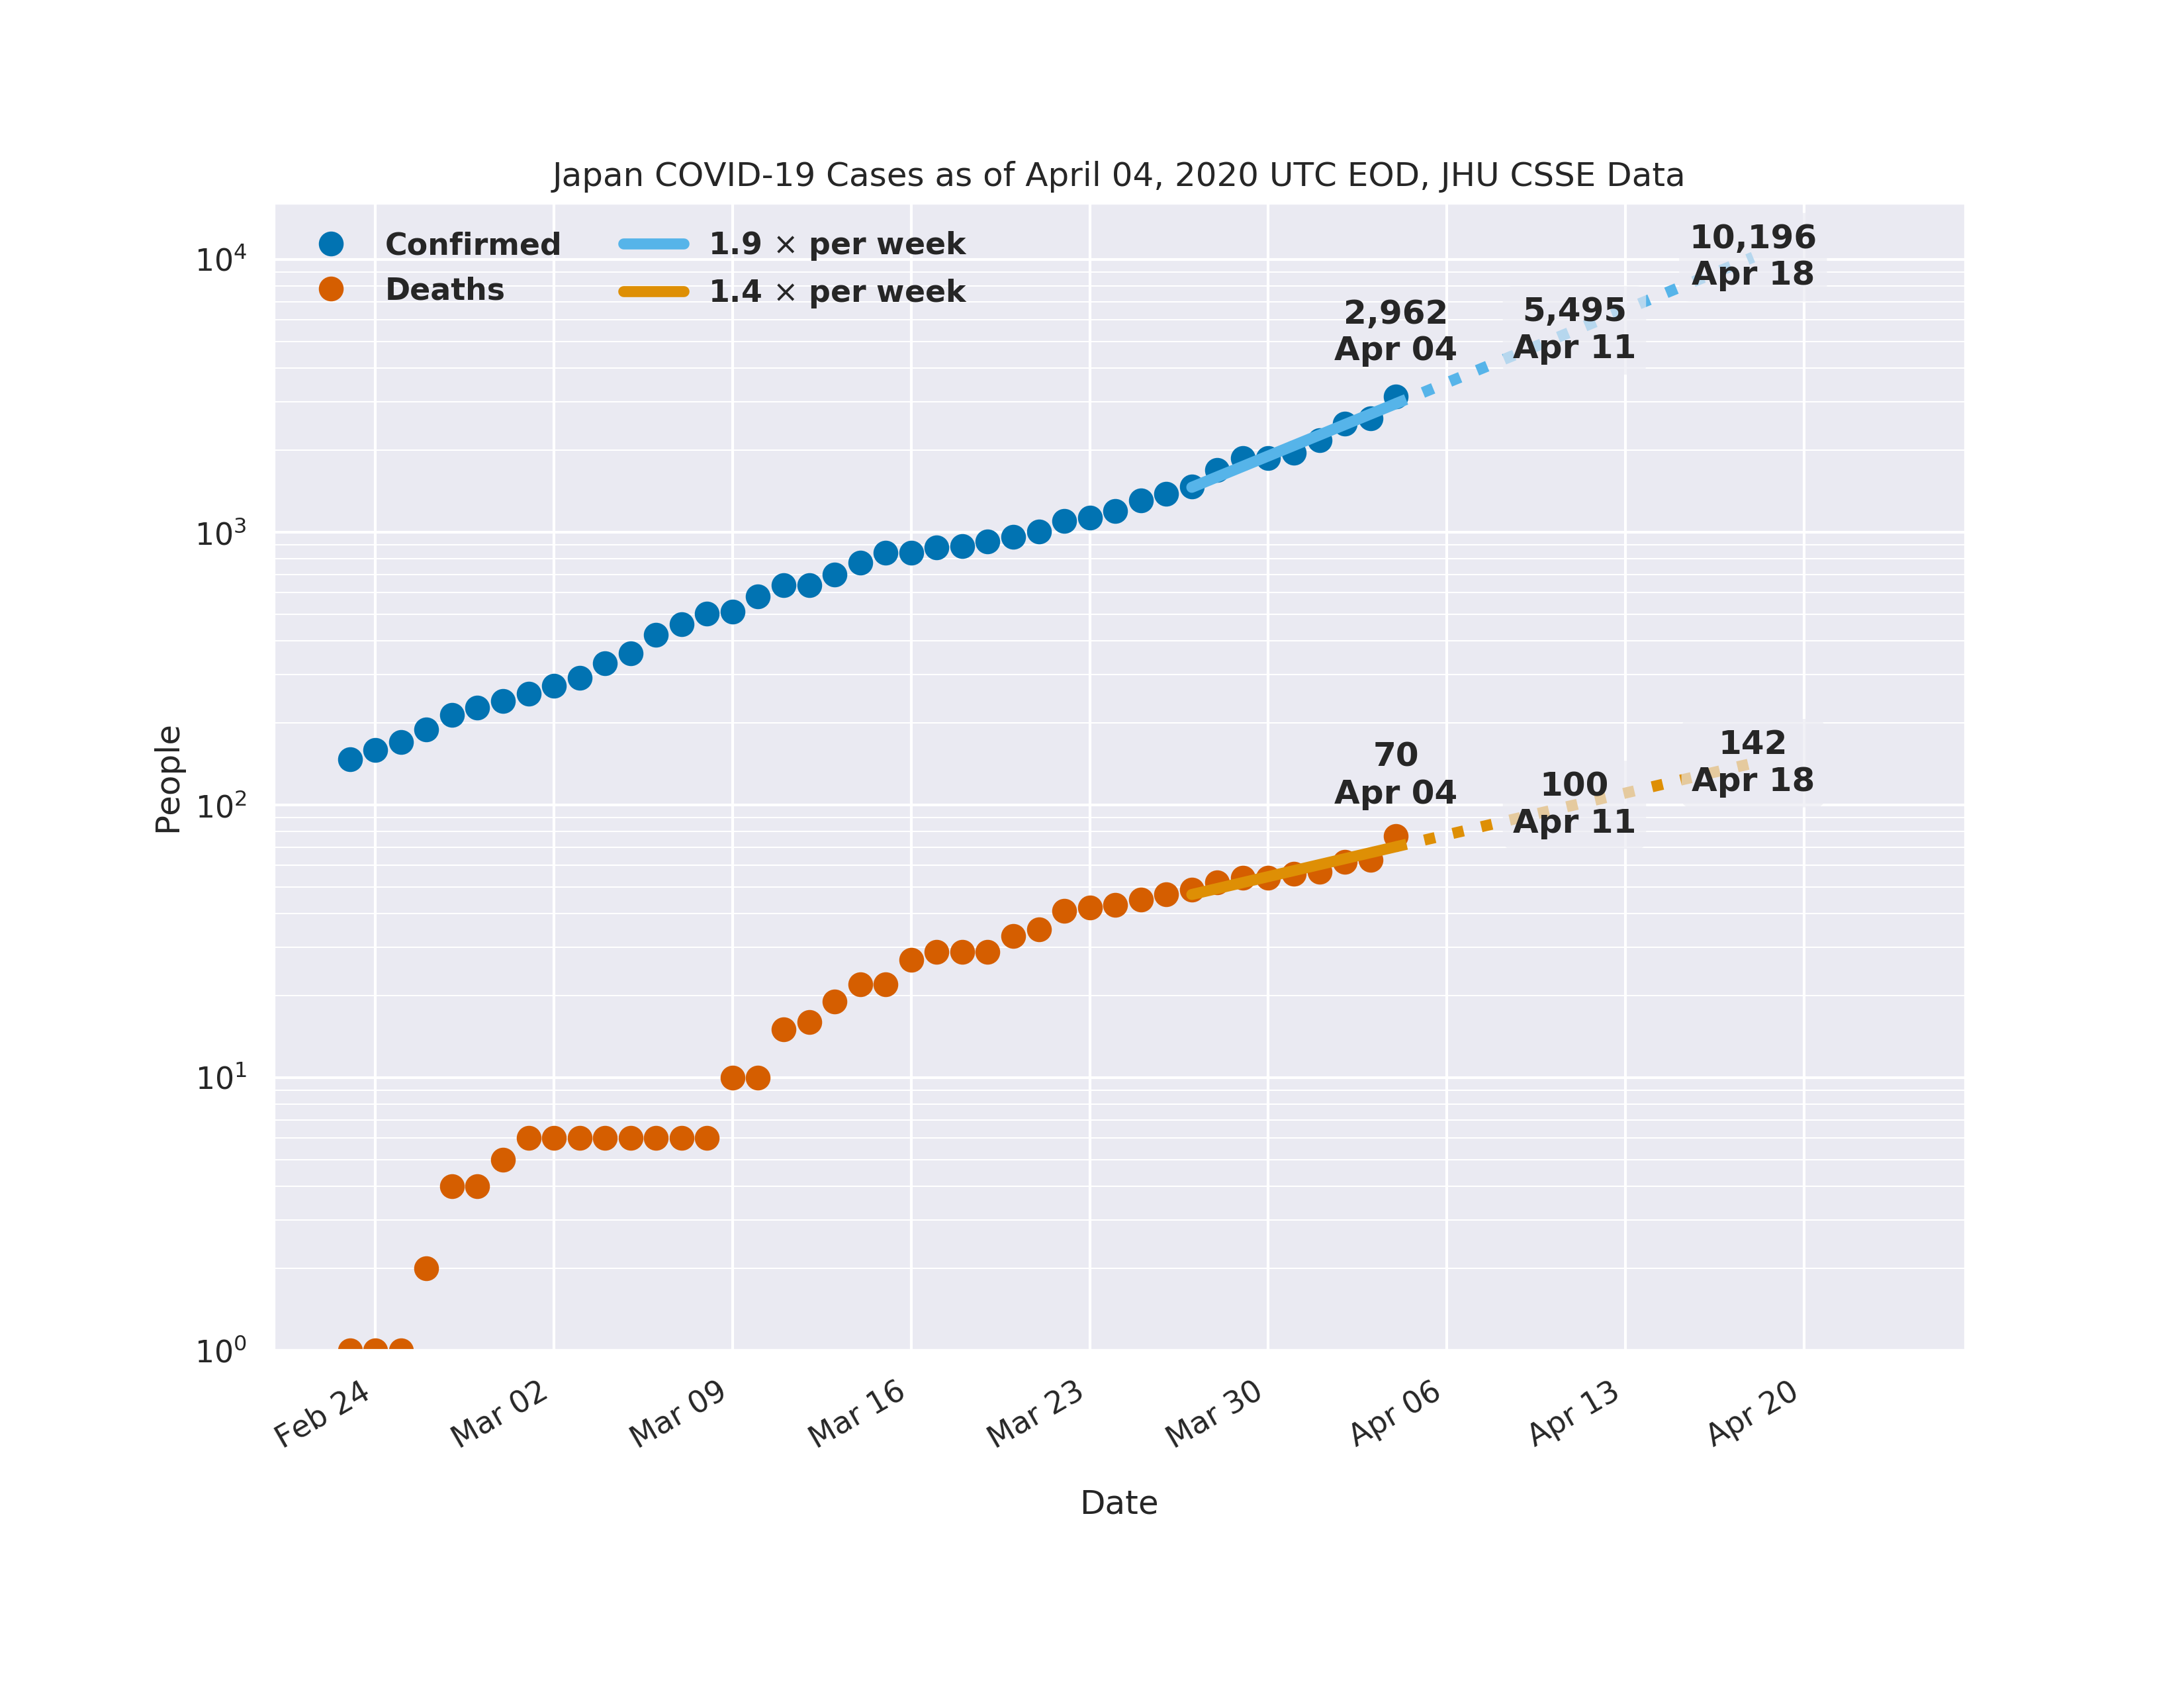 Japan COVID-19 Cases as of April 04, 2020 UTC EOD, JHU CSSE Data
Confirmed
Deaths
1.9 × per week
1.4 × per week
10,196
Apr 18
5,495
Apr 11
2,962
Apr 04
142
Apr 18
100
Apr 11
70
Apr 04
People
10⁴
10³
10²
10¹
10⁰
Feb 24
Mar 02
Mar 09
Mar 16
Mar 23
Mar 30
Apr 06
Apr 13
Apr 20
Date